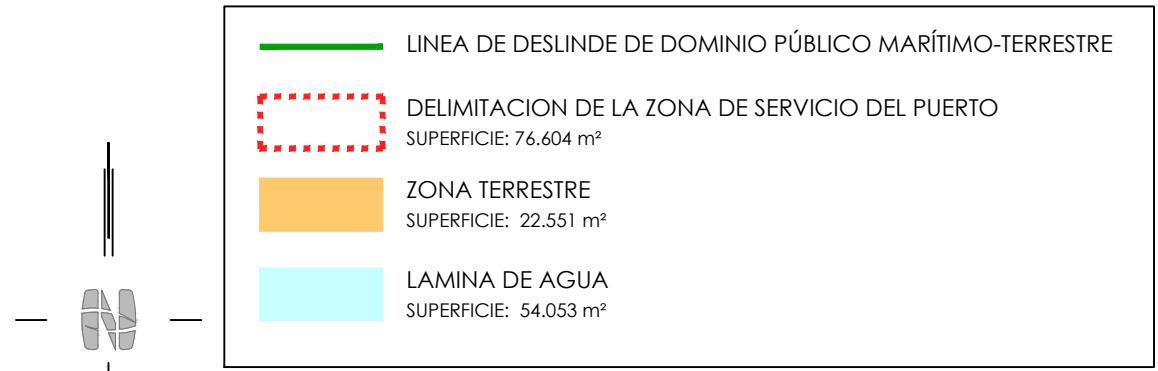 LINEA DE DESLINDE DE DOMINIO PÚBLICO MARÍTIMO-TERRESTRE
DELIMITACION DE LA ZONA DE SERVICIO DEL PUERTO
SUPERFICIE: 76.604 m²
ZONA TERRESTRE
SUPERFICIE: 22.551 m²
LAMINA DE AGUA
SUPERFICIE: 54.053 m²
N